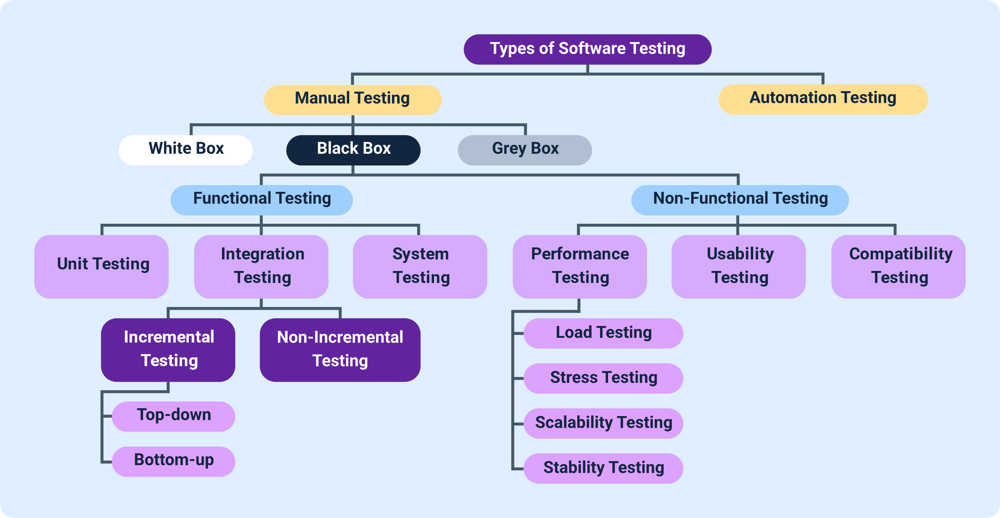 Types of Software Testing
Manual Testing
Automation Testing
White Box
Black Box
Grey Box
Functional Testing
Non-Functional Testing
Unit Testing
Integration
Testing
System
Testing
Performance
Testing
Usability
Testing
Compatibility
Testing
Incremental
Testing
Non-Incremental
Testing
Load Testing
Stress Testing
Top-down
Scalability Testing
Bottom-up
Stability Testing